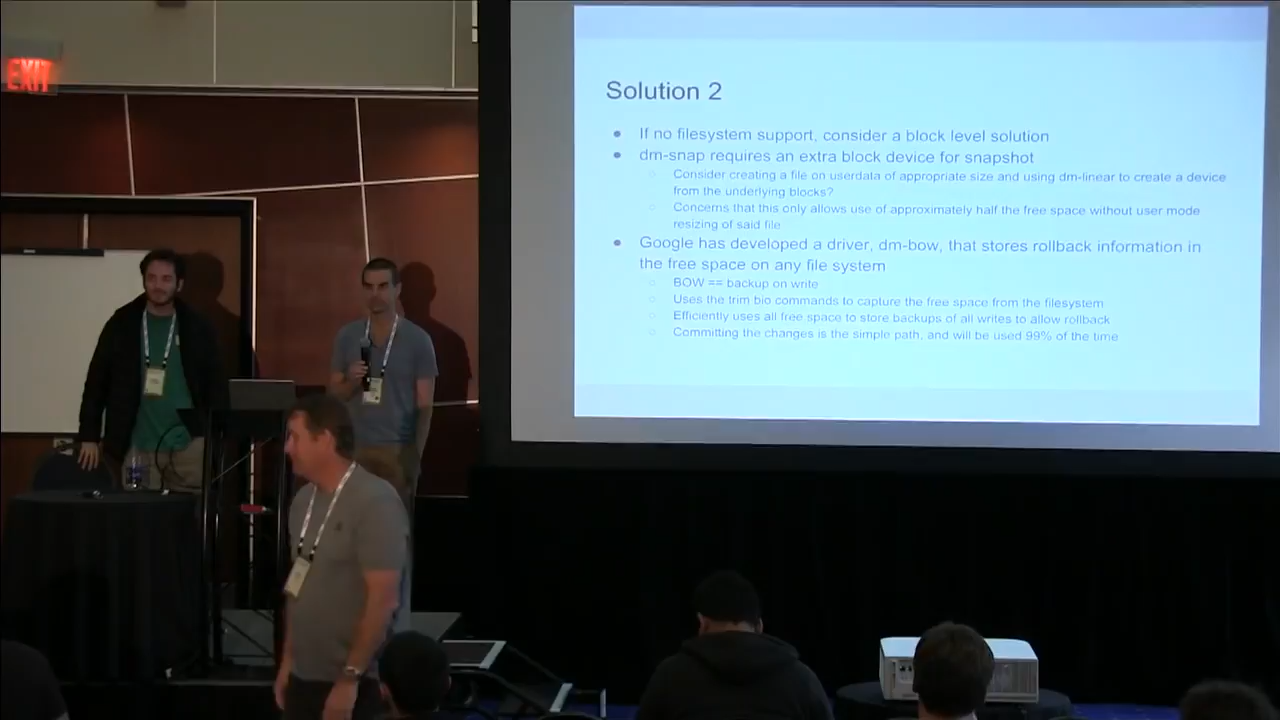 EXIT
Solution 2
● If no filesystem support, consider a block level solution
● dm-snap requires an extra block device for snapshot
○ Consider creating a file on userdata of appropriate size and using dm-linear to create a device
from the underlying blocks?
○ Concerns that this only allows use of approximately half the free space without user mode
resizing of said file
● Google has developed a driver, dm-bow, that stores rollback information in
the free space on any file system
○ BOW == backup on write
○ Uses the trim bio commands to capture the free space from the filesystem
○ Efficiently uses all free space to store backups of all writes to allow rollback
○ Committing the changes is the simple path, and will be used 99% of the time